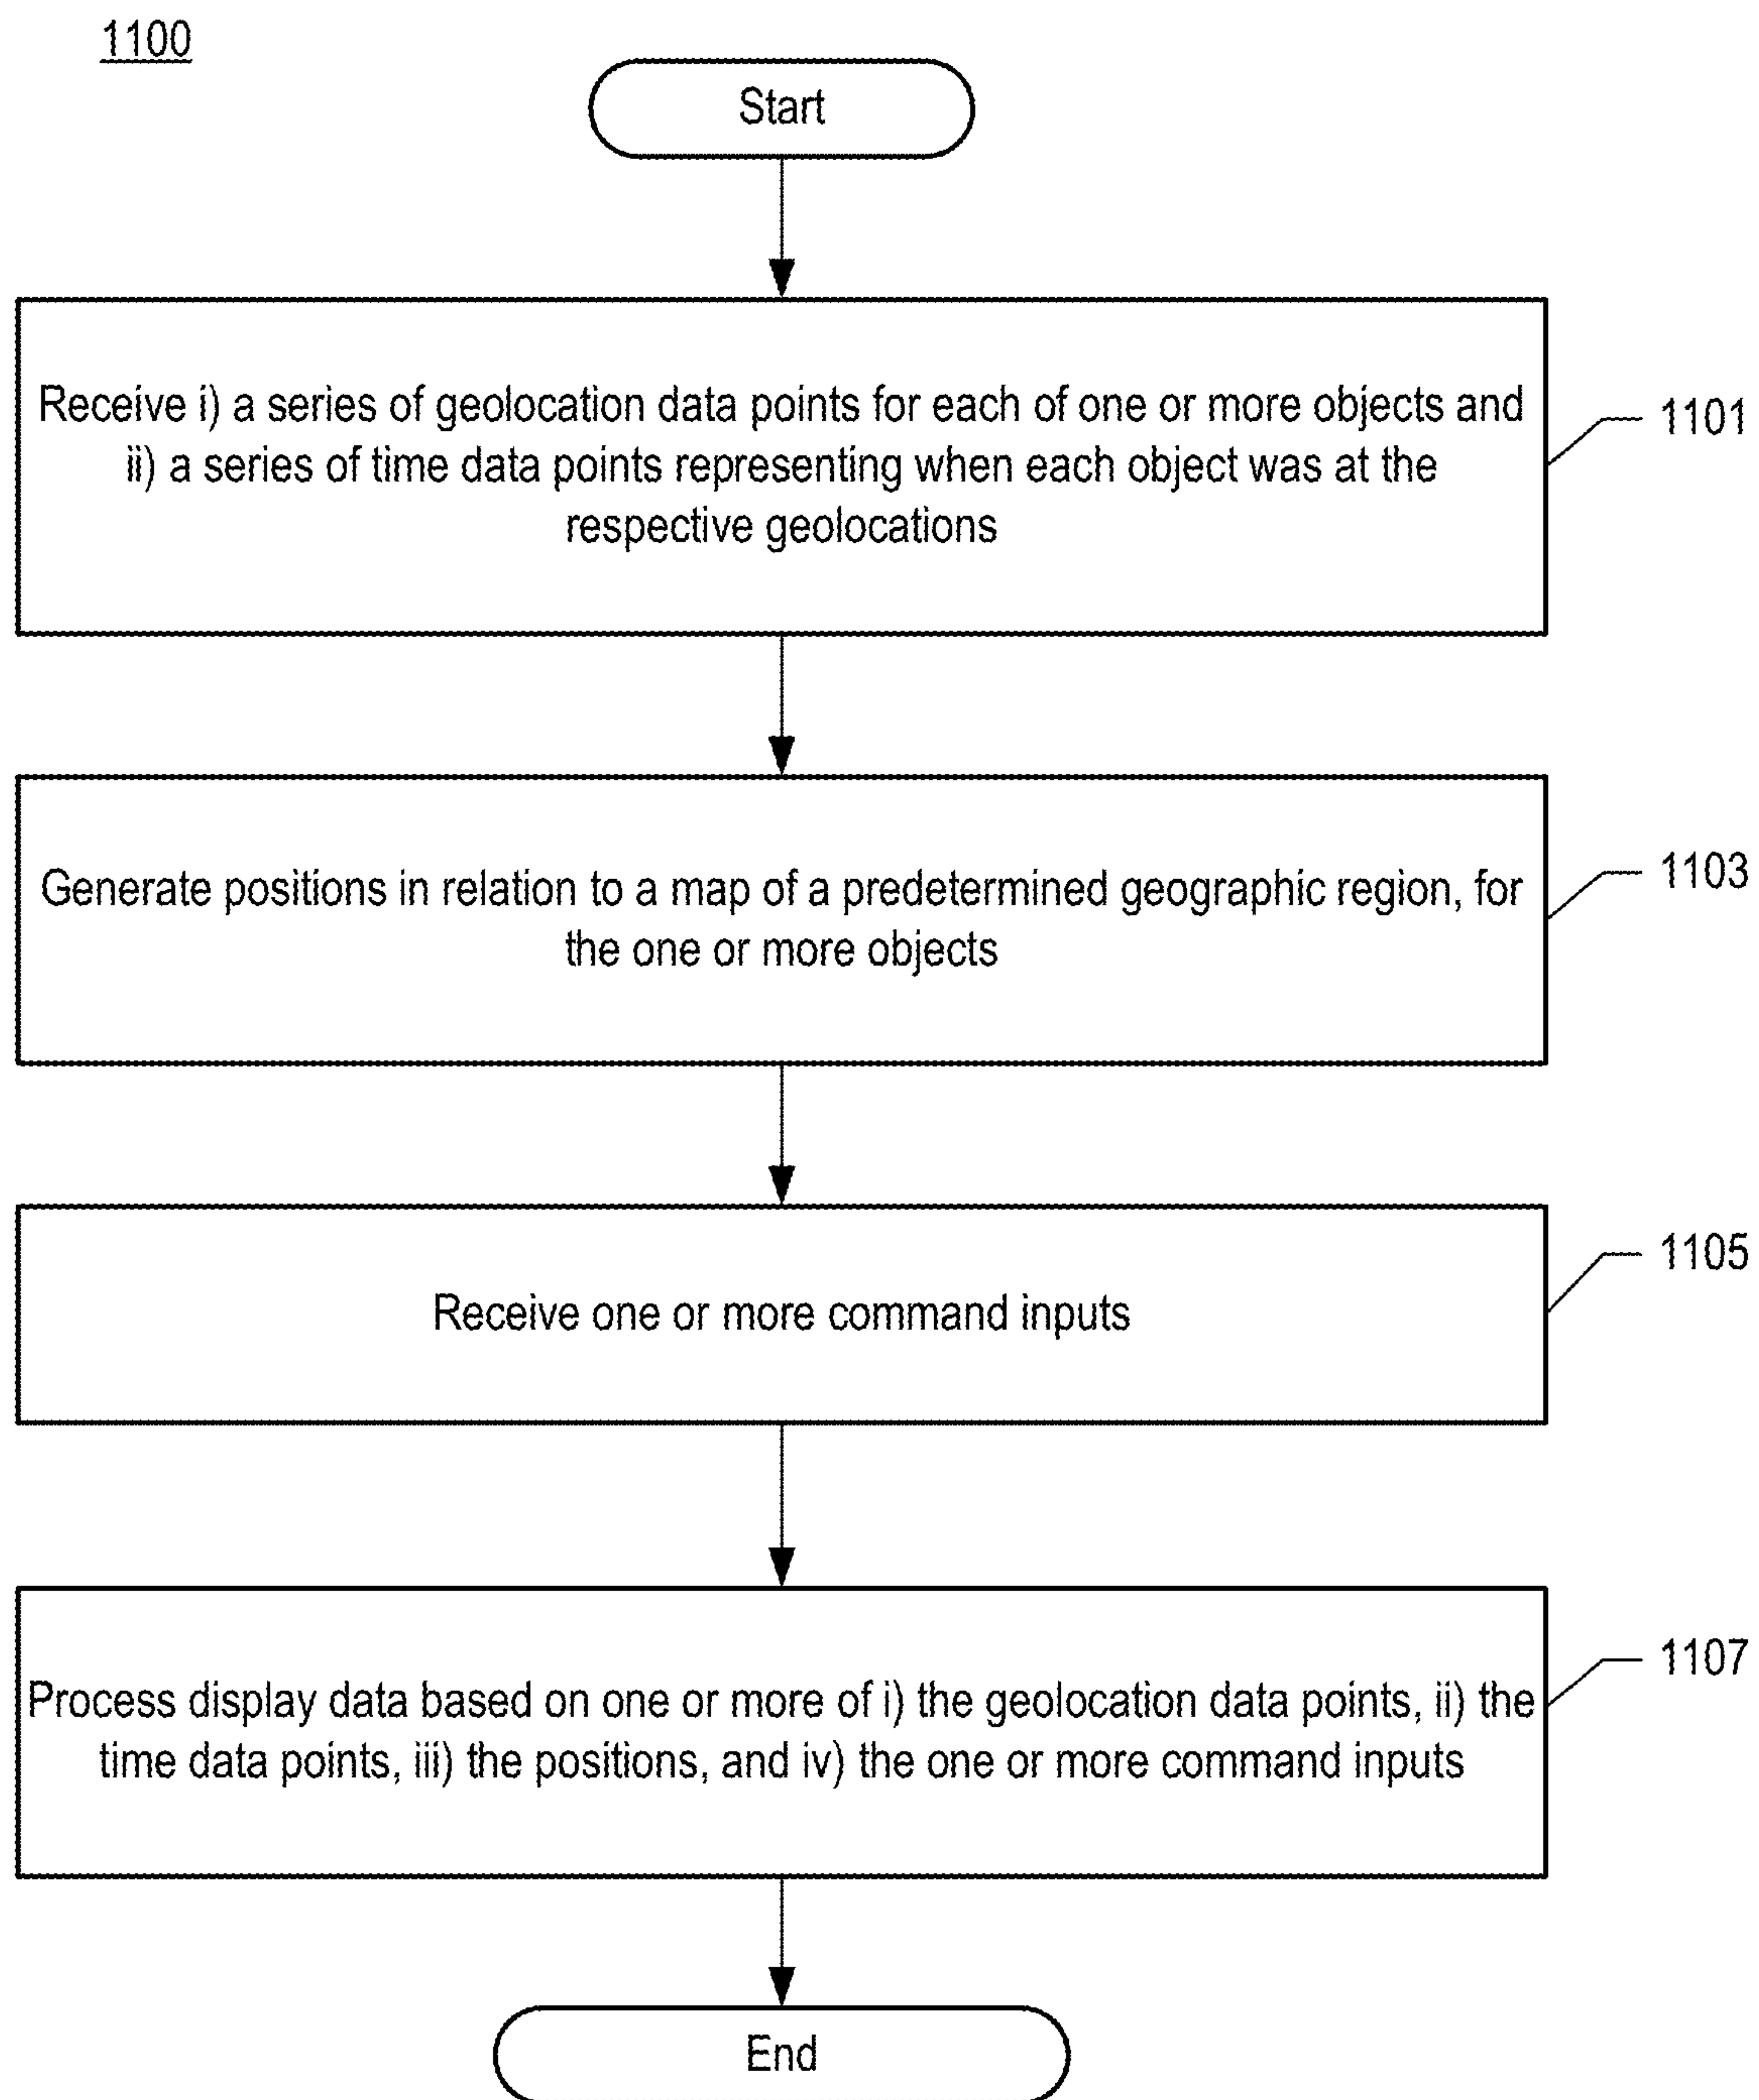 1100
Start
Receive i) a series of geolocation data points for each of one or more objects and
ii) a series of time data points representing when each object was at the
respective geolocations
1101
Generate positions in relation to a map of a predetermined geographic region, for
the one or more objects
1103
Receive one or more command inputs
1105
Process display data based on one or more of i) the geolocation data points, ii) the
time data points, iii) the positions, and iv) the one or more command inputs
1107
End